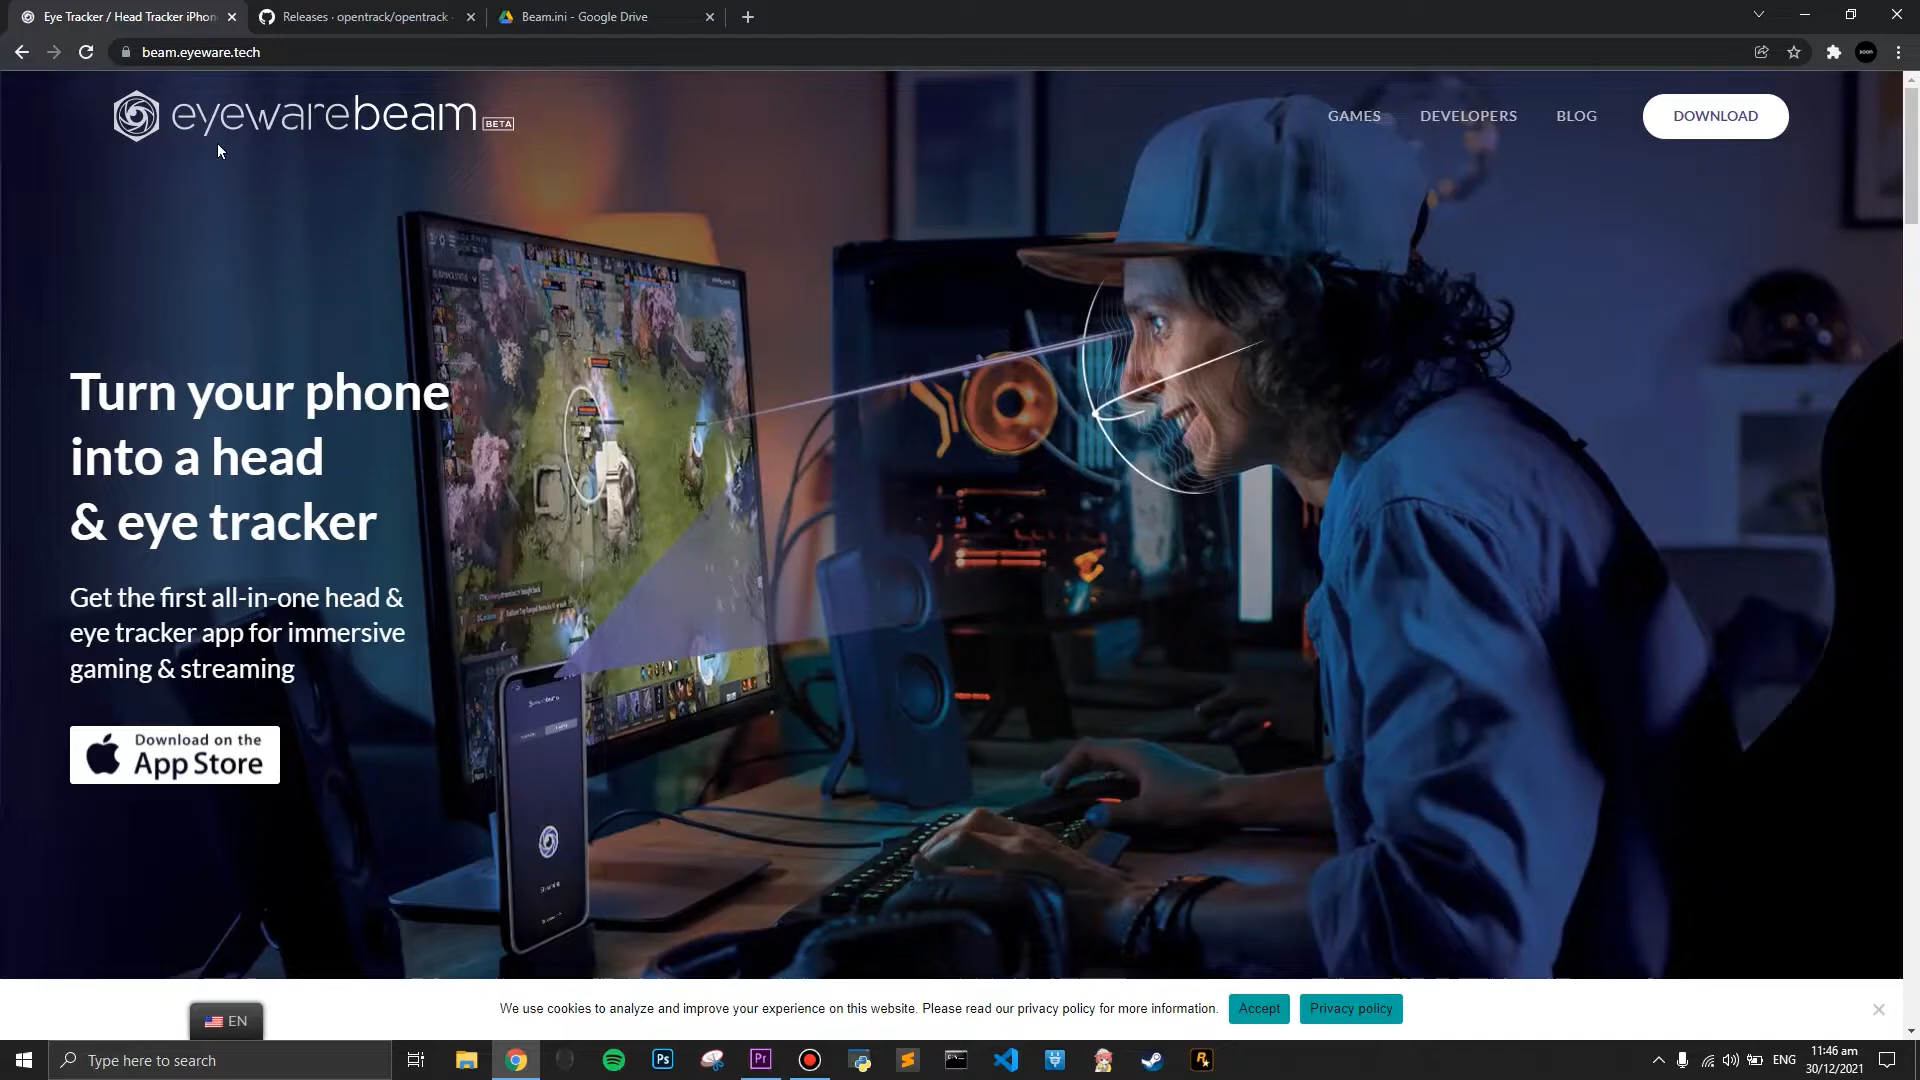 Eye Tracker / Head Tracker iPhon
Releases · opentrack/opentrack
Beam.ini - Google Drive
beam.eyeware.tech
soon
eyewarebeam BETA
GAMES
DEVELOPERS
BLOG
DOWNLOAD
Turn your phone
into a head
& eye tracker
Get the first all-in-one head &
eye tracker app for immersive
gaming & streaming
Download on the
App Store
We use cookies to analyze and improve your experience on this website. Please read our privacy policy for more information.
Accept
Privacy policy
EN
Type here to search
Ps
Pr
ENG
11:46 am
30/12/2021